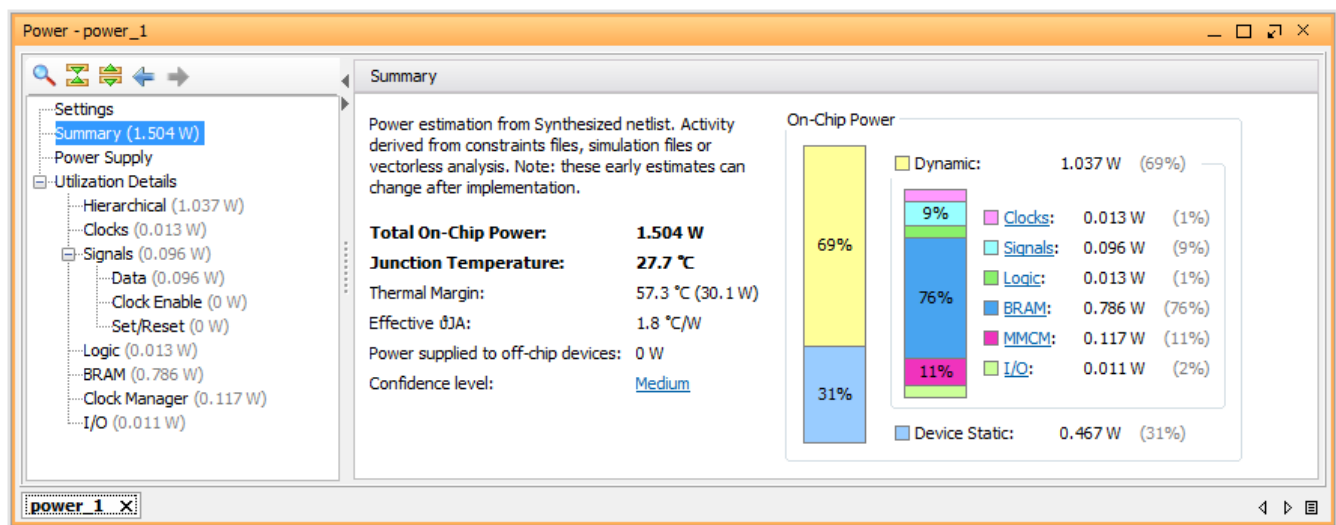 Power - power_1
Summary
Settings
Summary (1.504 W)
Power Supply
Utilization Details
Hierarchical (1.037 W)
Clocks (0.013 W)
Signals (0.096 W)
Data (0.096 W)
Clock Enable (0 W)
Set/Reset (0 W)
Logic (0.013 W)
BRAM (0.786 W)
Clock Manager (0.117 W)
I/O (0.011 W)
Power estimation from Synthesized netlist. Activity
derived from constraints files, simulation files or
vectorless analysis. Note: these early estimates can
change after implementation.
Total On-Chip Power: 1.504 W
Junction Temperature: 27.7 °C
Thermal Margin: 57.3 °C (30.1 W)
Effective ϑJA: 1.8 °C/W
Power supplied to off-chip devices: 0 W
Confidence level: Medium
On-Chip Power
69%
31%
Dynamic: 1.037 W (69%)
9%
76%
11%
Clocks: 0.013 W (1%)
Signals: 0.096 W (9%)
Logic: 0.013 W (1%)
BRAM: 0.786 W (76%)
MMCM: 0.117 W (11%)
I/O: 0.011 W (2%)
Device Static: 0.467 W (31%)
power_1 X